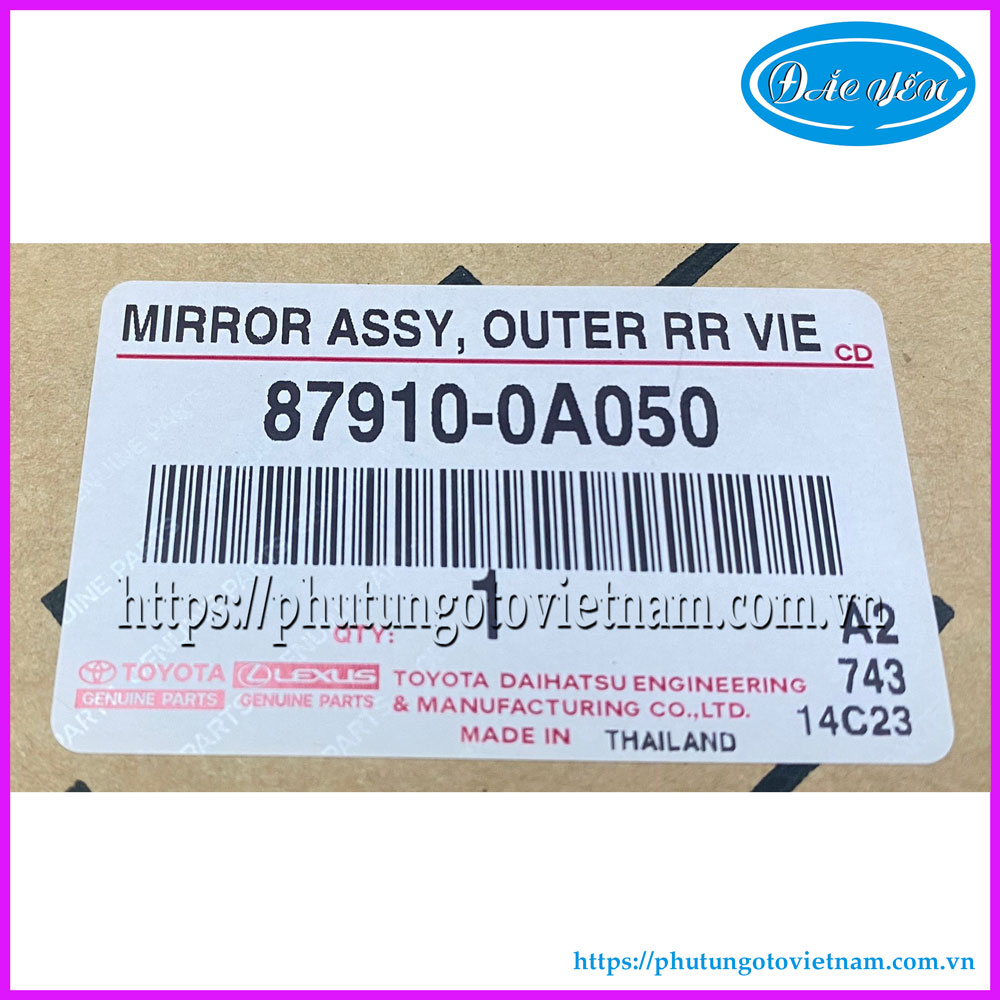 ĐẮC YẾN
MIRROR ASSY, OUTER RR VIE
CD
87910-0A050
https://phutungotovietnam.com.vn
QTY: 1
A2
TOYOTA
GENUINE PARTS
LEXUS
GENUINE PARTS
TOYOTA DAIHATSU ENGINEERING
& MANUFACTURING CO.,LTD.
MADE IN THAILAND
743
14C23
https://phutungotovietnam.com.vn